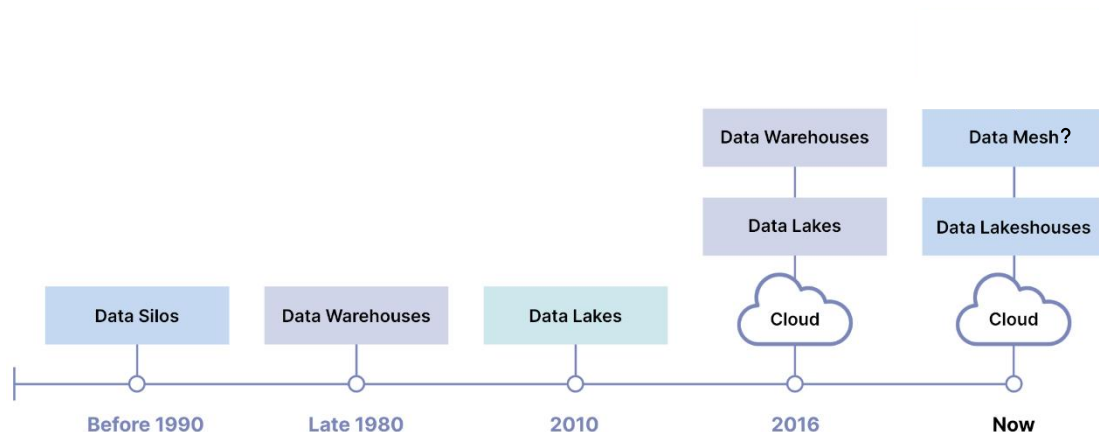 Data Warehouses
Data Mesh?
Data Lakes
Data Lakeshouses
Data Silos
Data Warehouses
Data Lakes
Cloud
Cloud
Before 1990
Late 1980
2010
2016
Now